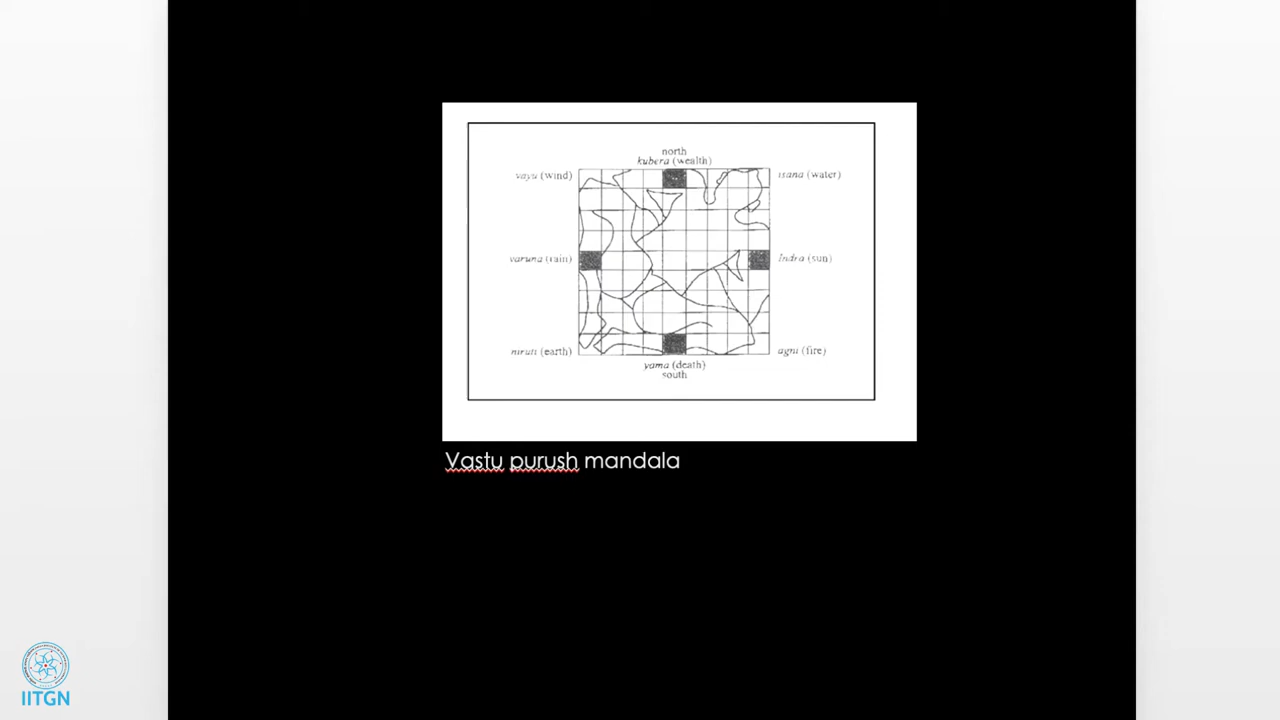 north
kubera (wealth)
vayu (wind)
isana (water)
varuna (rain)
indra (sun)
niruti (earth)
agni (fire)
yama (death)
south
Vastu purush mandala
IITGN